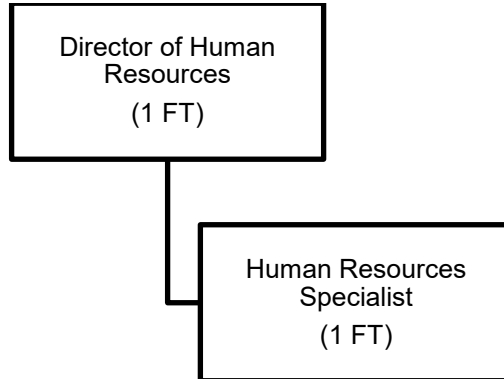 Director of Human
Resources
(1 FT)
Human Resources
Specialist
(1 FT)